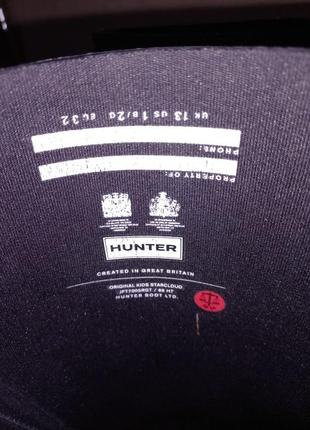 UK 13 US 1B/2G EU 32
PHONE:
PROPERTY OF:
HUNTER
CREATED IN GREAT BRITAIN
ORIGINAL KIDS STARCLOUD
HUNTER BOOT LTD.